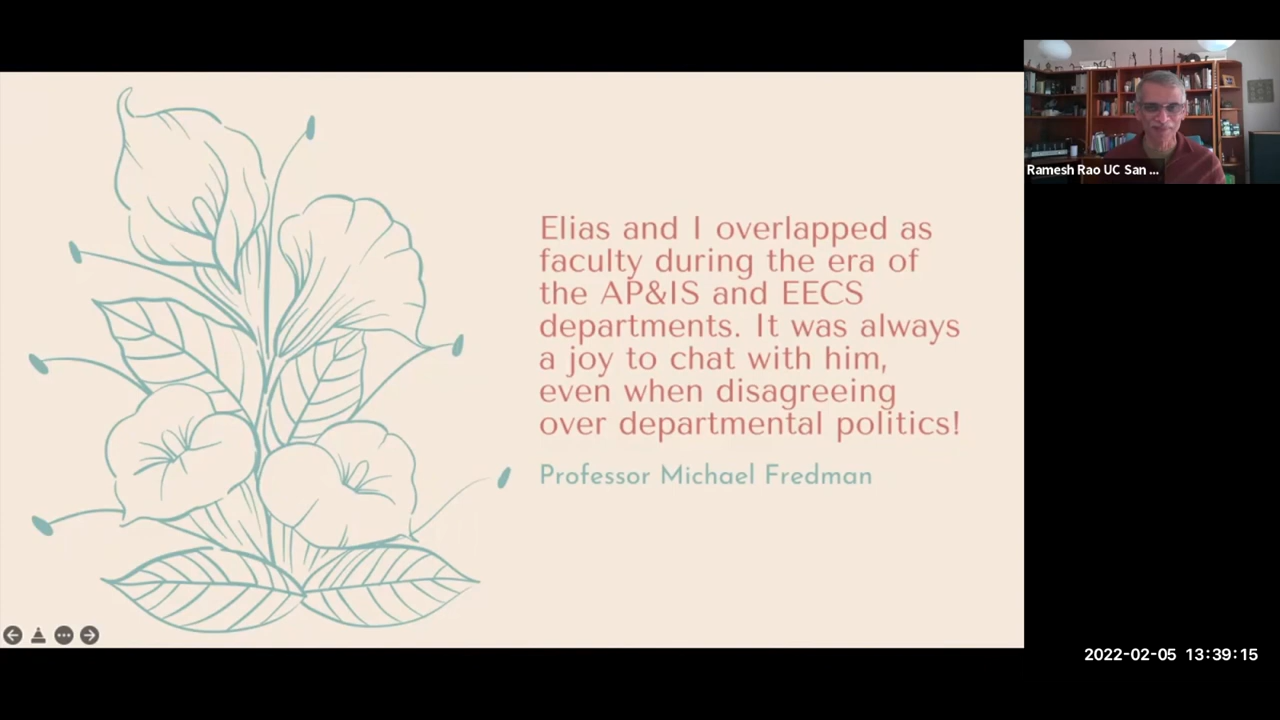 Elias and I overlapped as
faculty during the era of
the AP&IS and EECS
departments. It was always
a joy to chat with him,
even when disagreeing
over departmental politics!
Professor Michael Fredman
Ramesh Rao UC San ...
2022-02-05 13:39:15